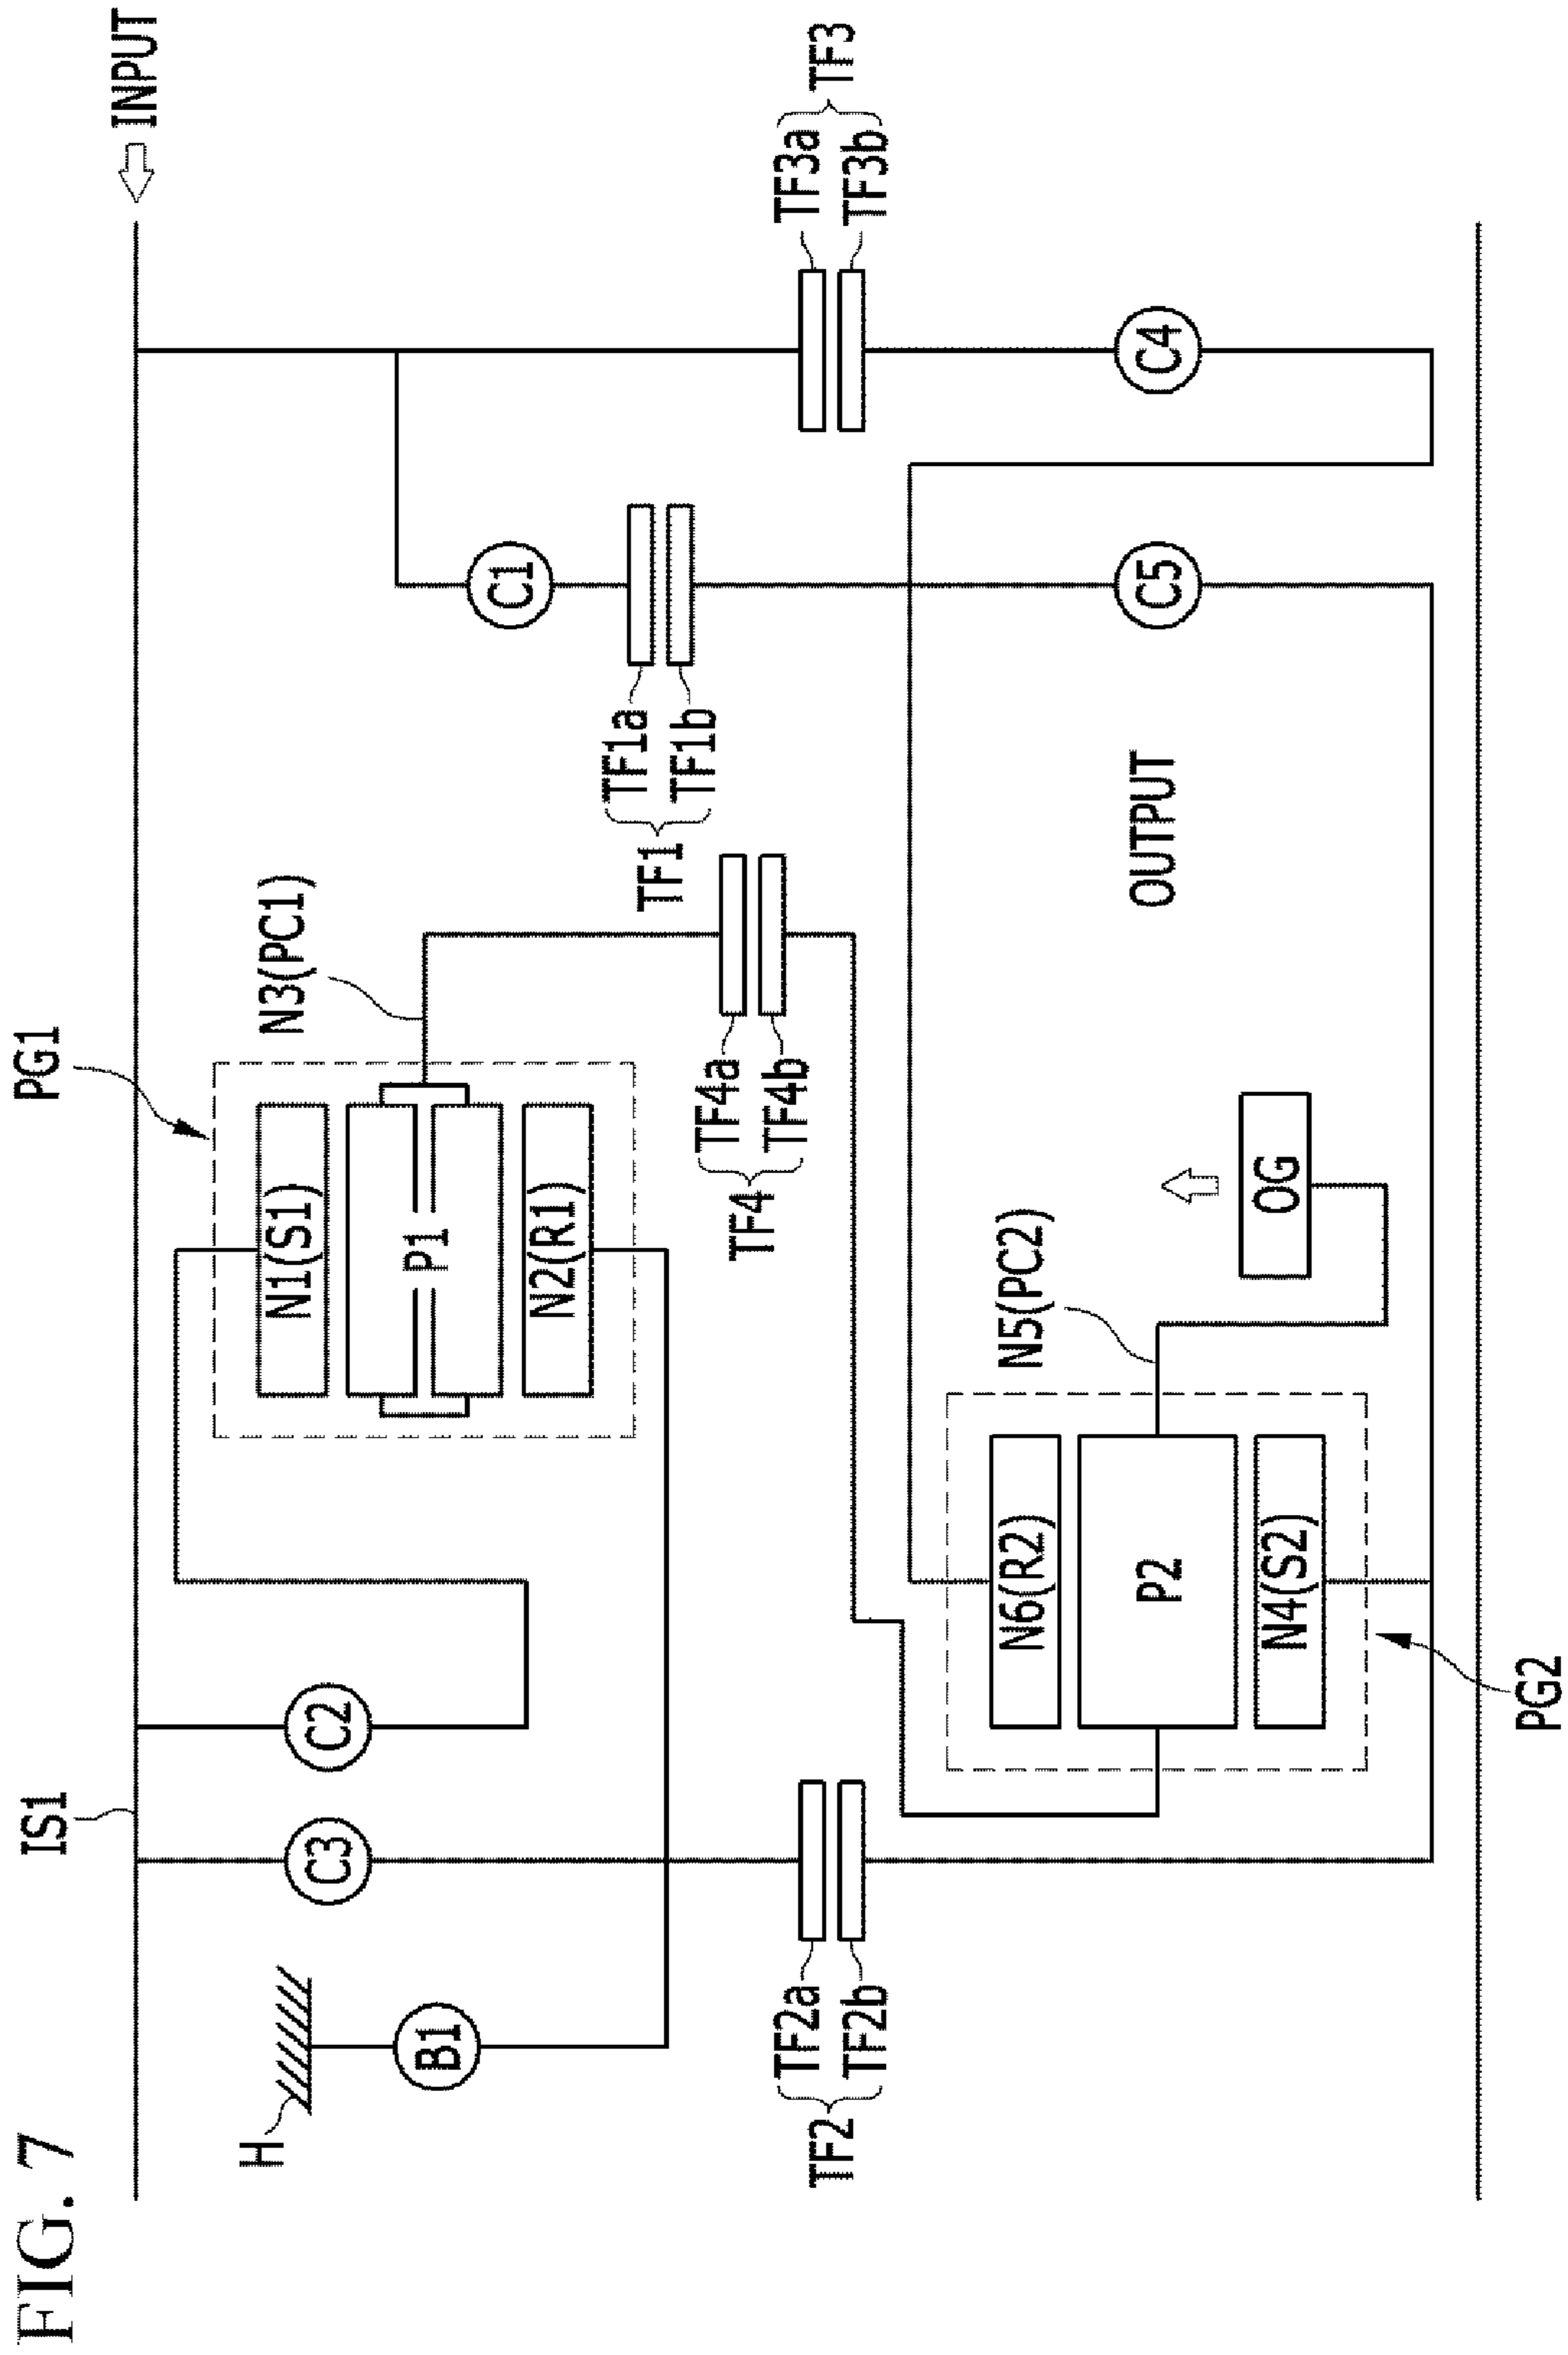 FIG. 7
H
B1
IS1
C3
C2
PG1
N1(S1)
P1
N2(R1)
N3(PC1)
INPUT
C1
TF1
TF1a
TF1b
TF4
TF4a
TF4b
TF3a
TF3b
TF3
TF2
TF2a
TF2b
C4
C5
OUTPUT
OG
N5(PC2)
N6(R2)
P2
N4(S2)
PG2